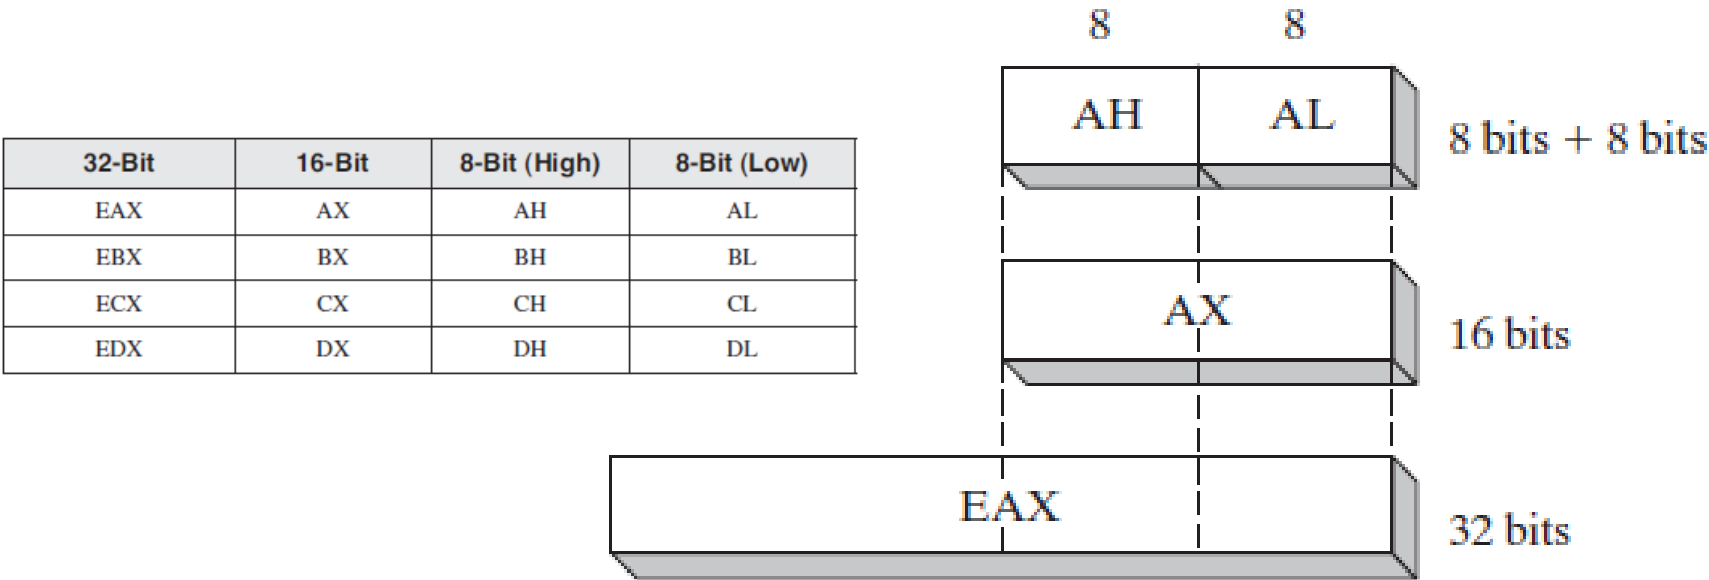 32-Bit 16-Bit 8-Bit (High) 8-Bit (Low)
EAX AX AH AL
EBX BX BH BL
ECX CX CH CL
EDX DX DH DL
8 8
AH AL 8 bits + 8 bits
AX 16 bits
EAX 32 bits